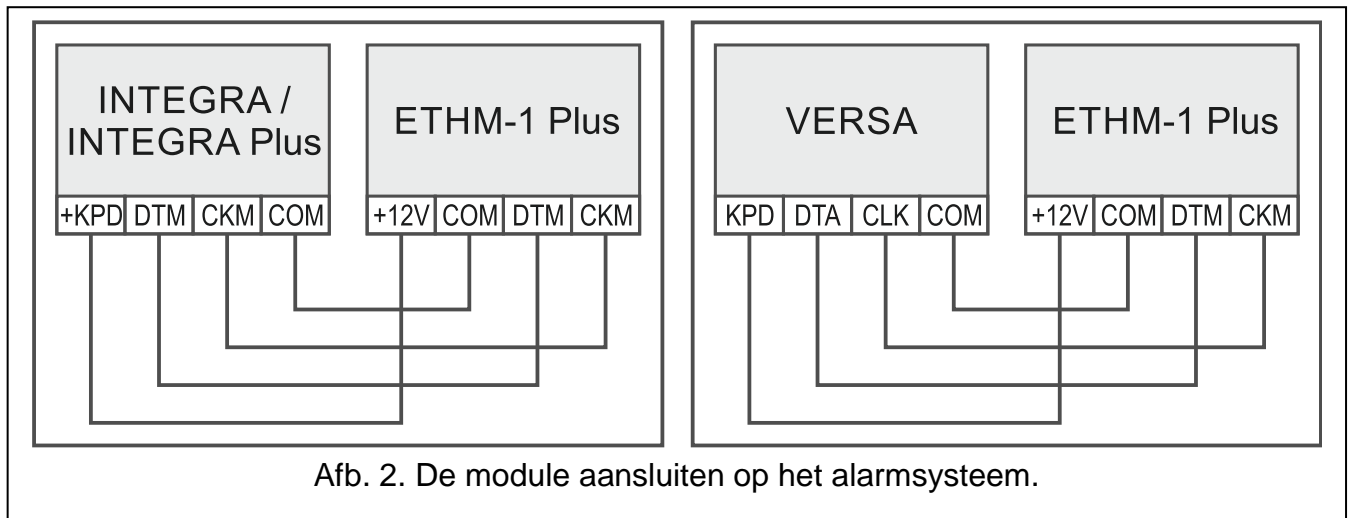 INTEGRA /
INTEGRA Plus
+KPD DTM CKM COM
ETHM-1 Plus
+12V COM DTM CKM
VERSA
KPD DTA CLK COM
ETHM-1 Plus
+12V COM DTM CKM
Afb. 2. De module aansluiten op het alarmsysteem.